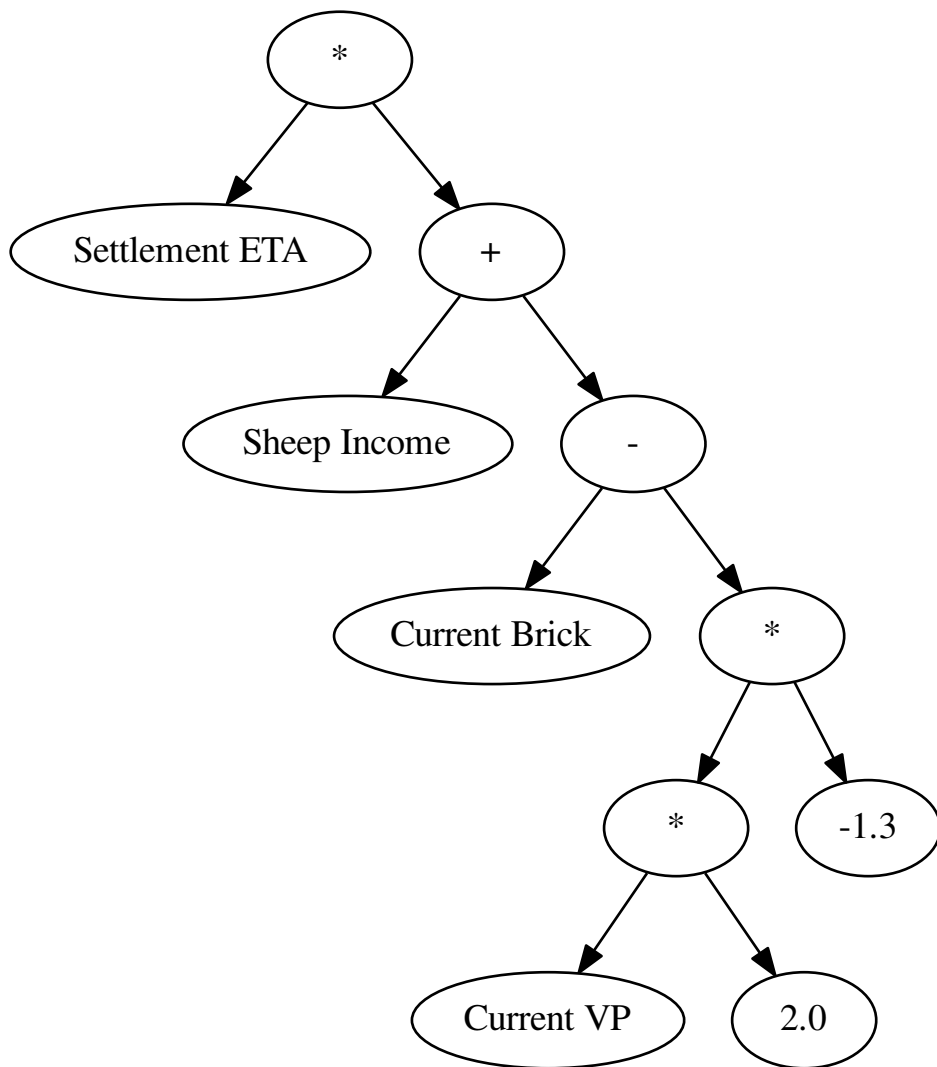 *
Settlement ETA
+
Sheep Income
-
Current Brick
*
*
-1.3
Current VP
2.0